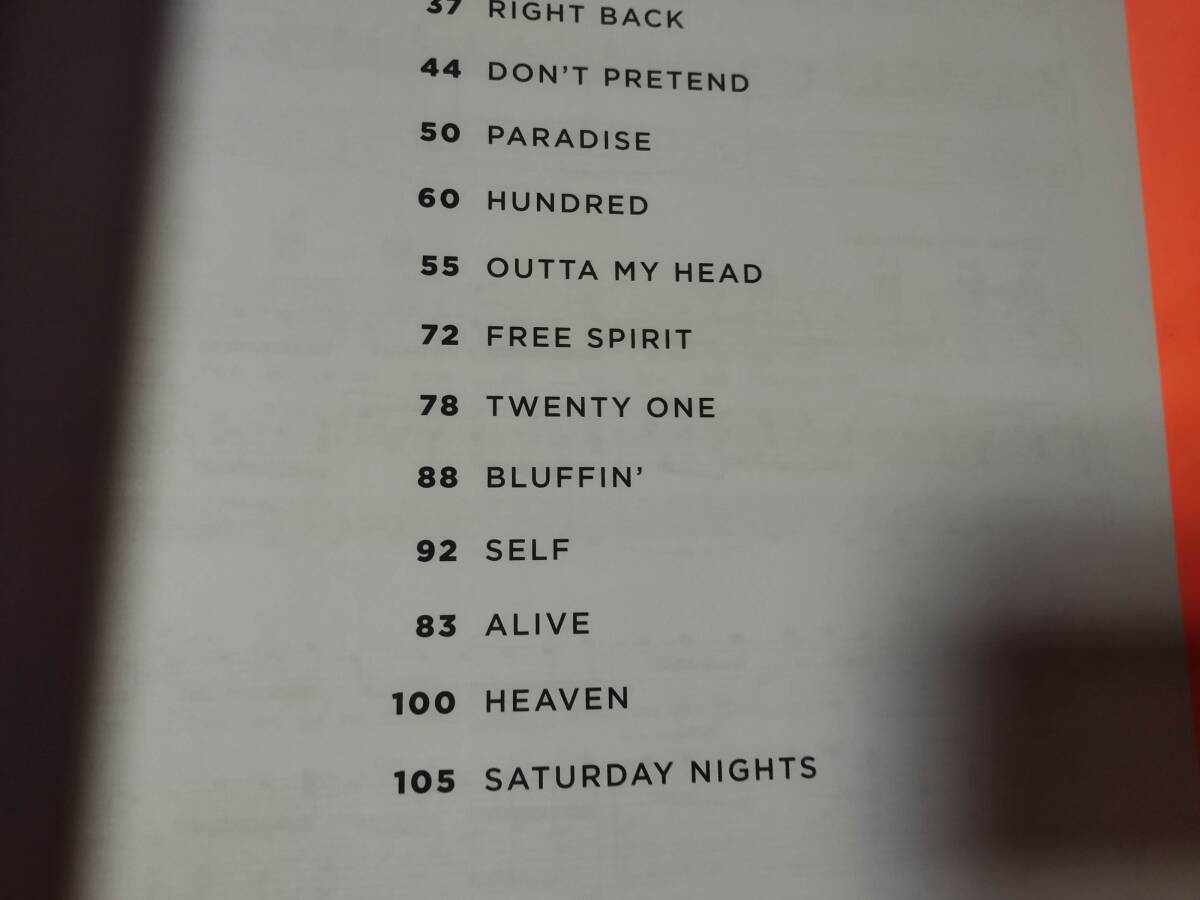 37 RIGHT BACK
44 DON'T PRETEND
50 PARADISE
60 HUNDRED
55 OUTTA MY HEAD
72 FREE SPIRIT
78 TWENTY ONE
88 BLUFFIN'
92 SELF
83 ALIVE
100 HEAVEN
105 SATURDAY NIGHTS